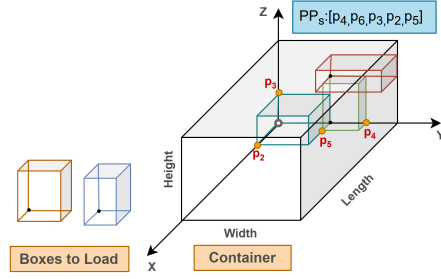 Z
PPs:[p4,p6,p3,p2,p5]
p3
Y
p2
p5
p4
Height
Length
Width
X
Boxes to Load
Container